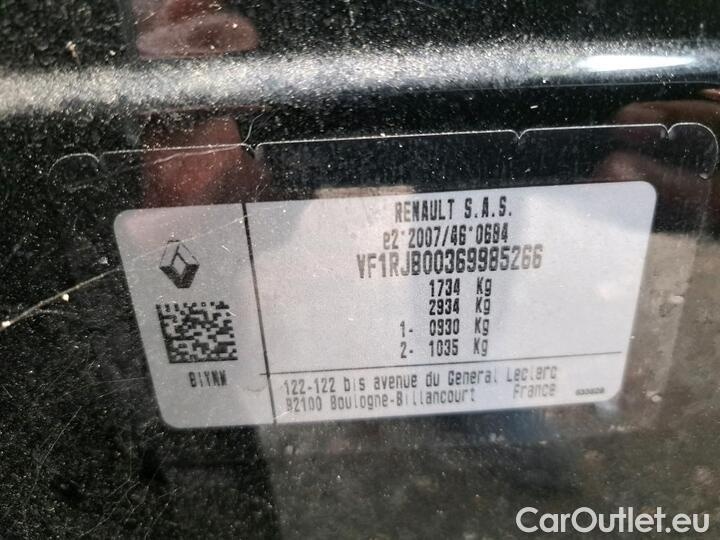 RENAULT S.A.S.
e2*2007/46*0684
VF1RJB00369985266
1734 Kg
2934 Kg
1- 0930 Kg
2- 1035 Kg
122-122 bis avenue du General Leclerc
92100 Boulogne-Billancourt France
CarOutlet.eu